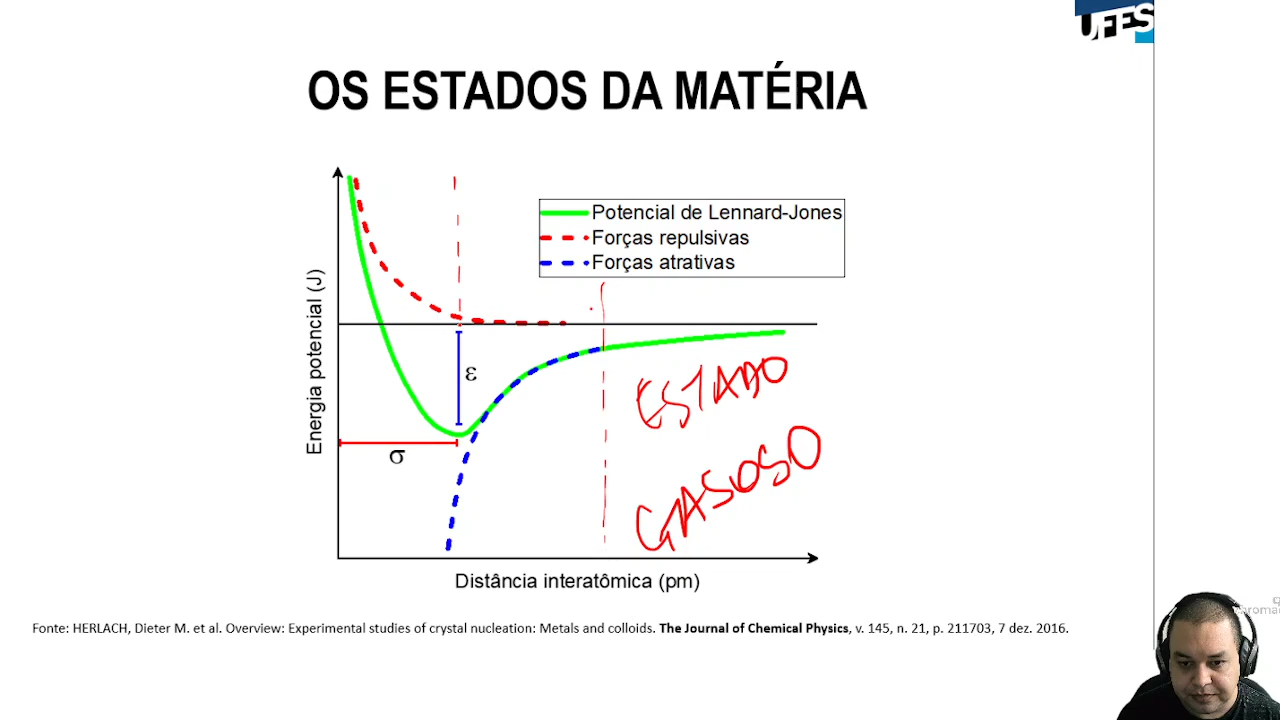 UFES
OS ESTADOS DA MATÉRIA
Potencial de Lennard-Jones
Forças repulsivas
Forças atrativas
Energia potencial (J)
ε
σ
ESTADO
GASOSO
Distância interatômica (pm)
Fonte: HERLACH, Dieter M. et al. Overview: Experimental studies of crystal nucleation: Metals and colloids. The Journal of Chemical Physics, v. 145, n. 21, p. 211703, 7 dez. 2016.